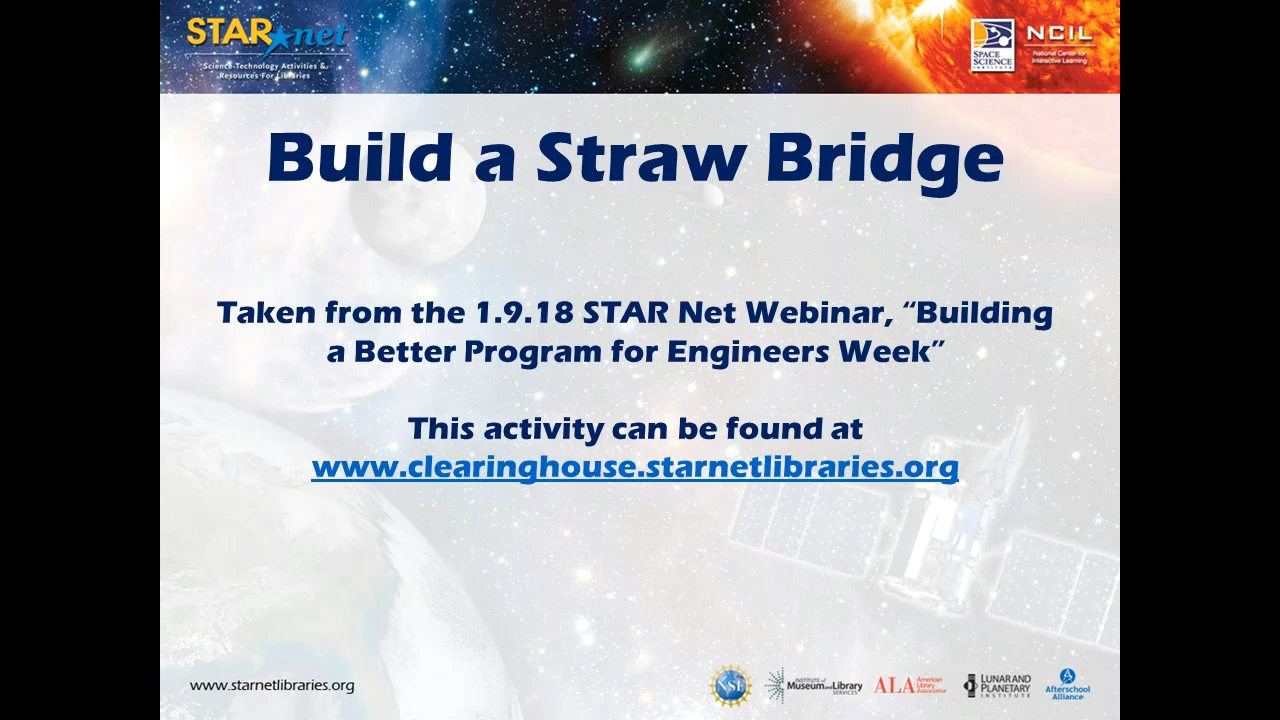 STAR net
Science-Technology Activities &
Resources For Libraries
SPACE
SCIENCE
INSTITUTE
NCIL
National Center for
Interactive Learning
Build a Straw Bridge
Taken from the 1.9.18 STAR Net Webinar, “Building
a Better Program for Engineers Week”
This activity can be found at
www.clearinghouse.starnetlibraries.org
www.starnetlibraries.org
NSF
INSTITUTE of
Museum and Library
SERVICES
ALA American
Library
Association
LUNAR AND
PLANETARY
INSTITUTE
Afterschool
Alliance